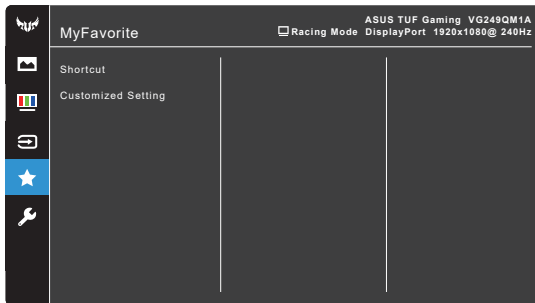 ASUS TUF Gaming VG249QM1A
MyFavorite
Racing Mode DisplayPort 1920x1080@ 240Hz
Shortcut
Customized Setting